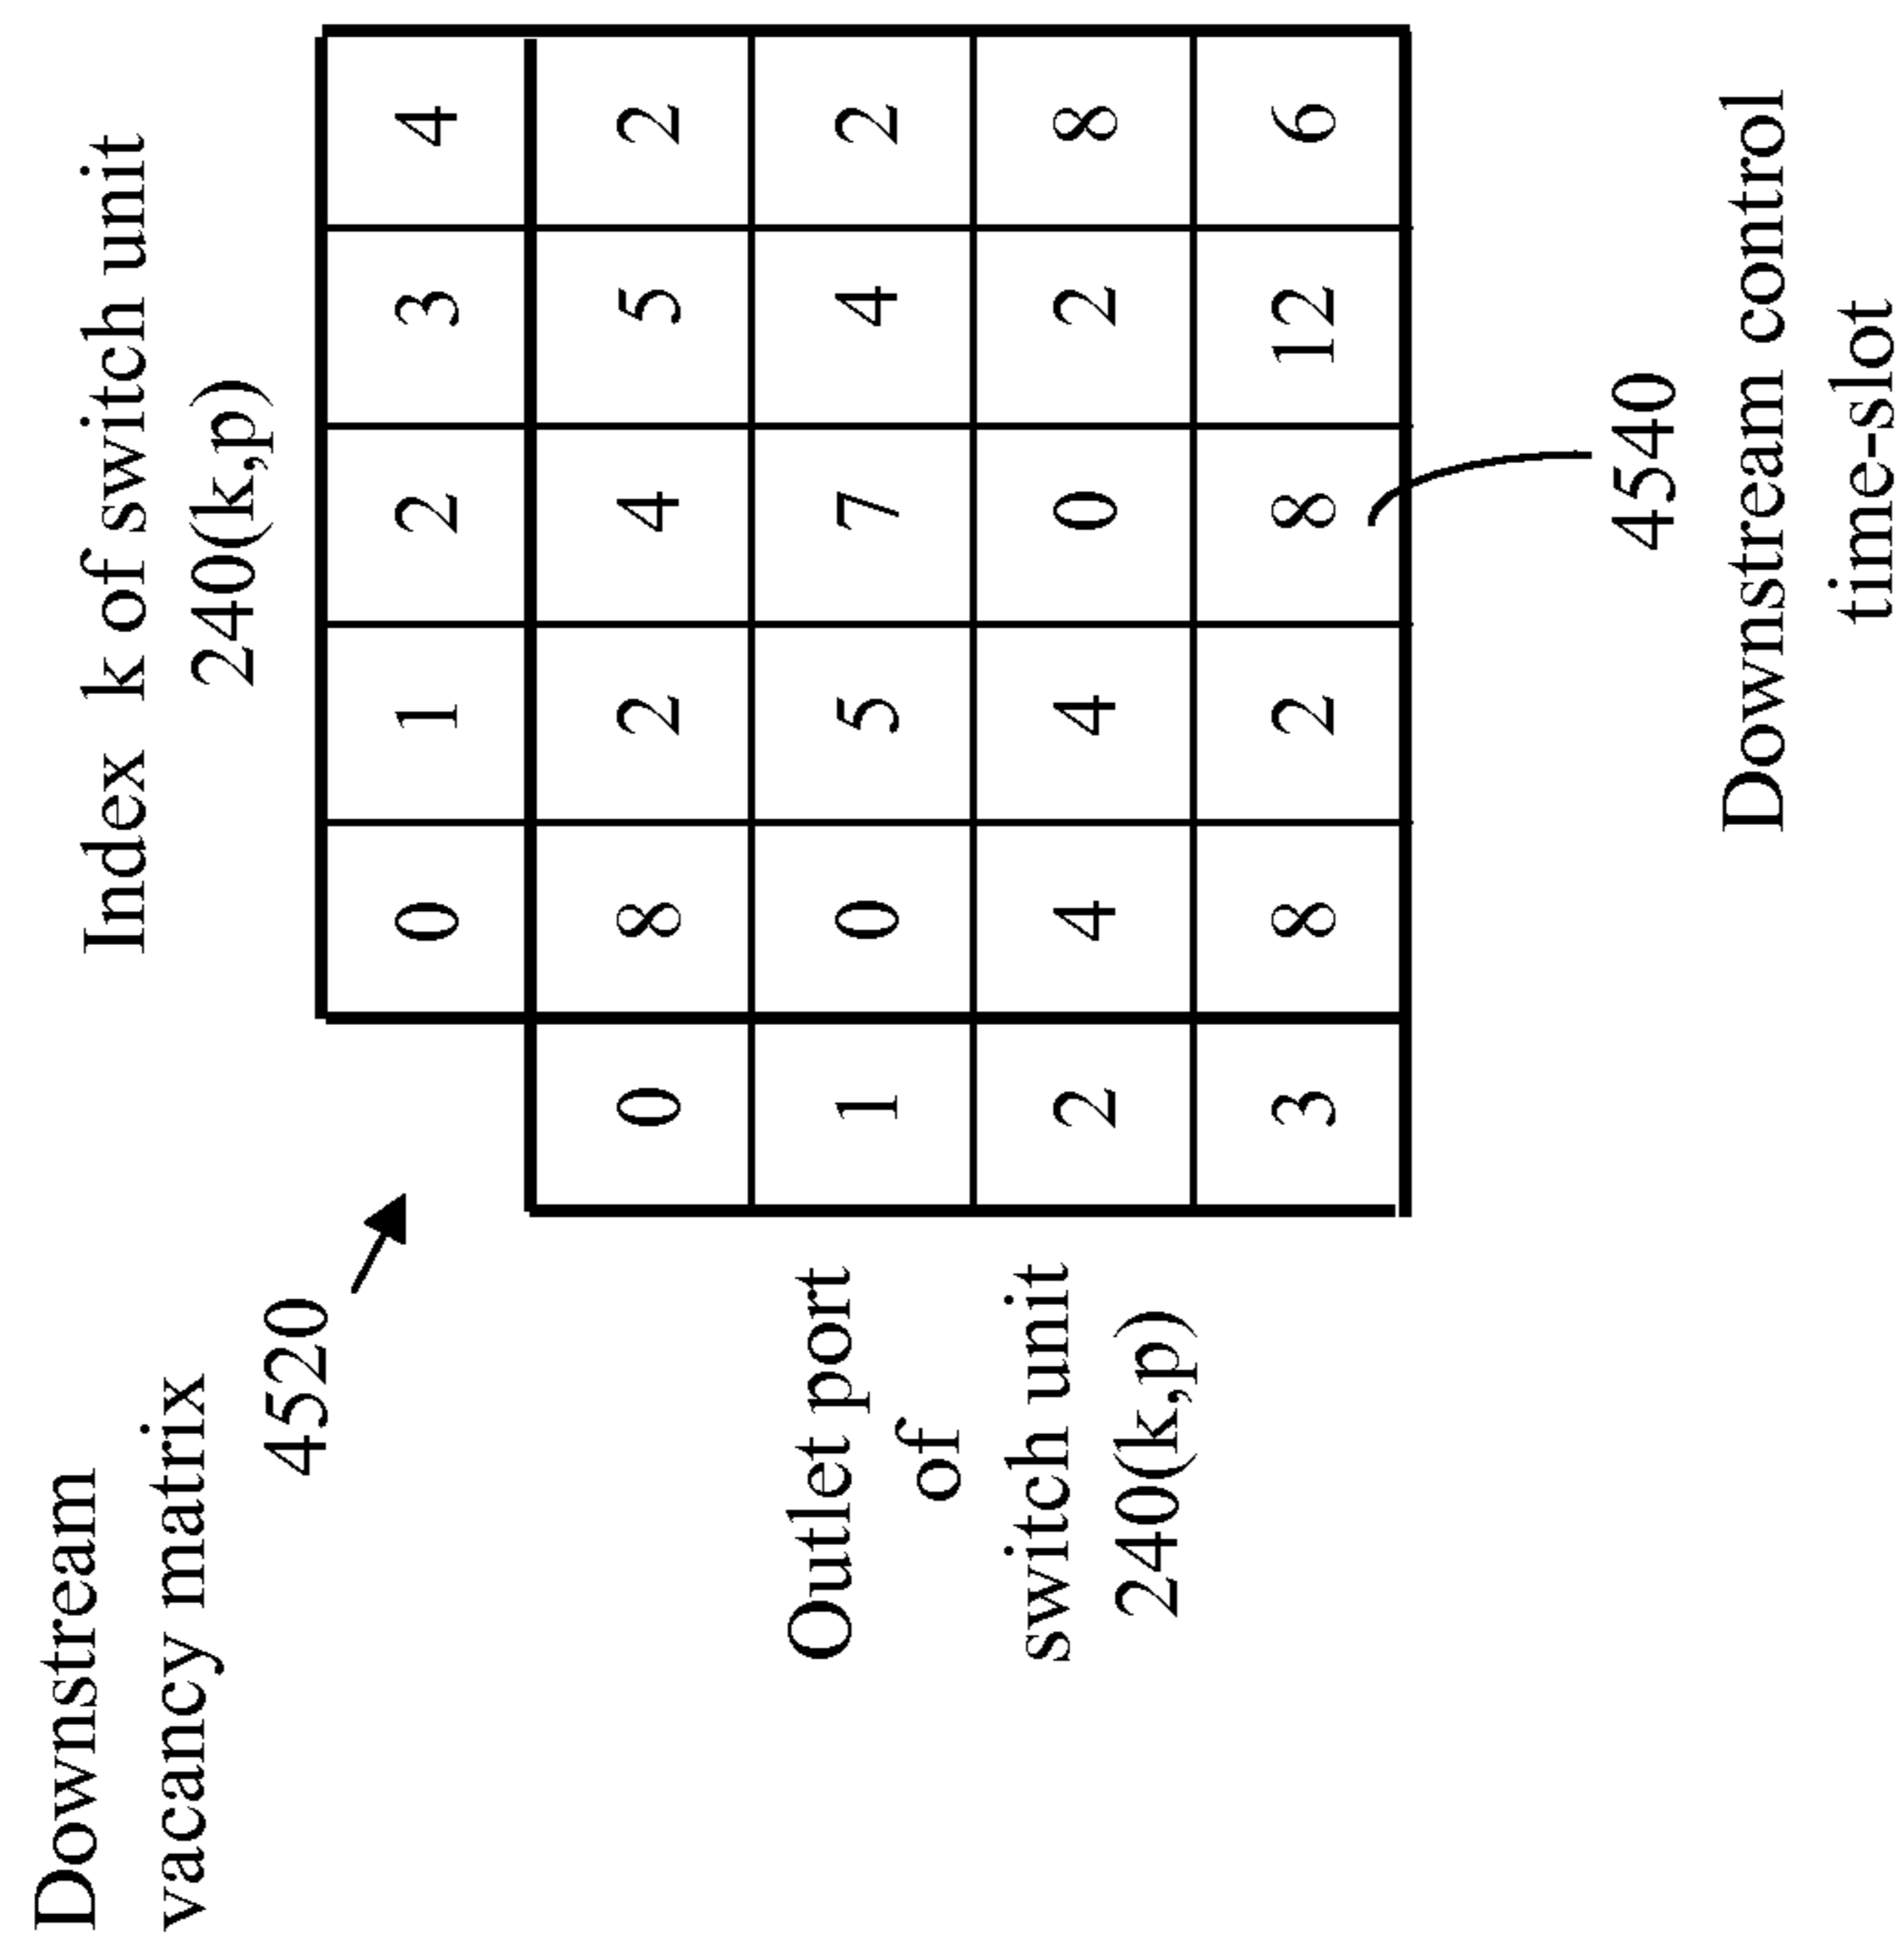 Downstream
vacancy matrix
4520
Index k of switch unit
240(k,p)
0 1 2 3 4
0 8 2 4 5 2
1 0 5 7 4 2
2 4 4 0 2 8
3 8 2 8 12 6
Outlet port
of
switch unit
240(k,p)
4540
Downstream control
time-slot